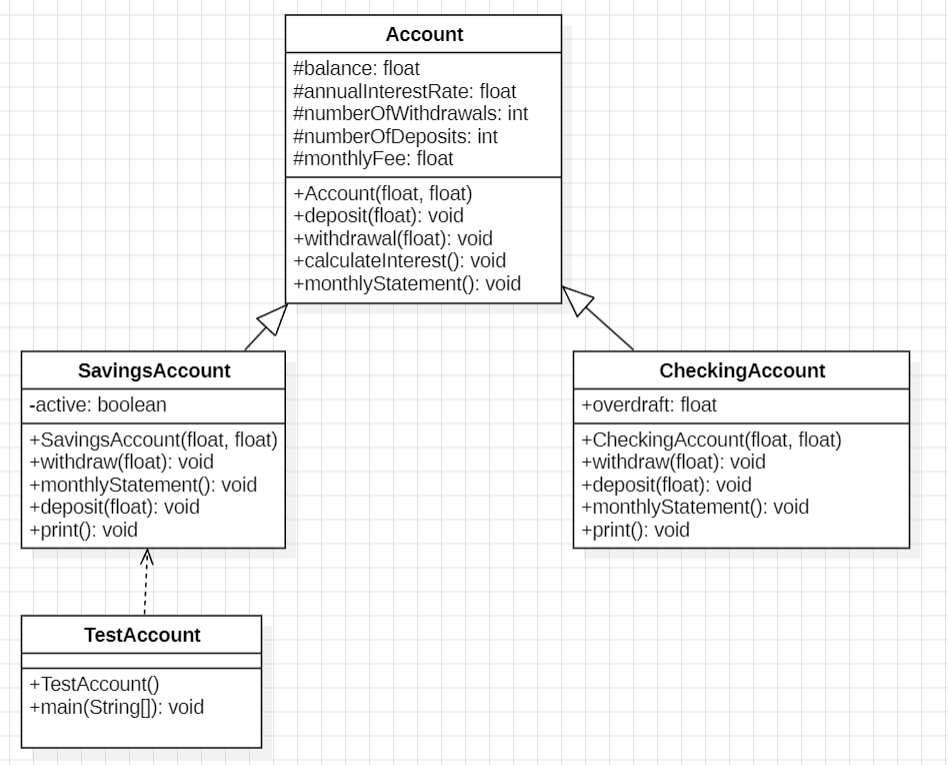 Account
#balance: float
#annualInterestRate: float
#numberOfWithdrawals: int
#numberOfDeposits: int
#monthlyFee: float
+Account(float, float)
+deposit(float): void
+withdrawal(float): void
+calculateInterest(): void
+monthlyStatement(): void
SavingsAccount
-active: boolean
+SavingsAccount(float, float)
+withdraw(float): void
+monthlyStatement(): void
+deposit(float): void
+print(): void
CheckingAccount
+overdraft: float
+CheckingAccount(float, float)
+withdraw(float): void
+deposit(float): void
+monthlyStatement(): void
+print(): void
TestAccount
+TestAccount()
+main(String[]): void